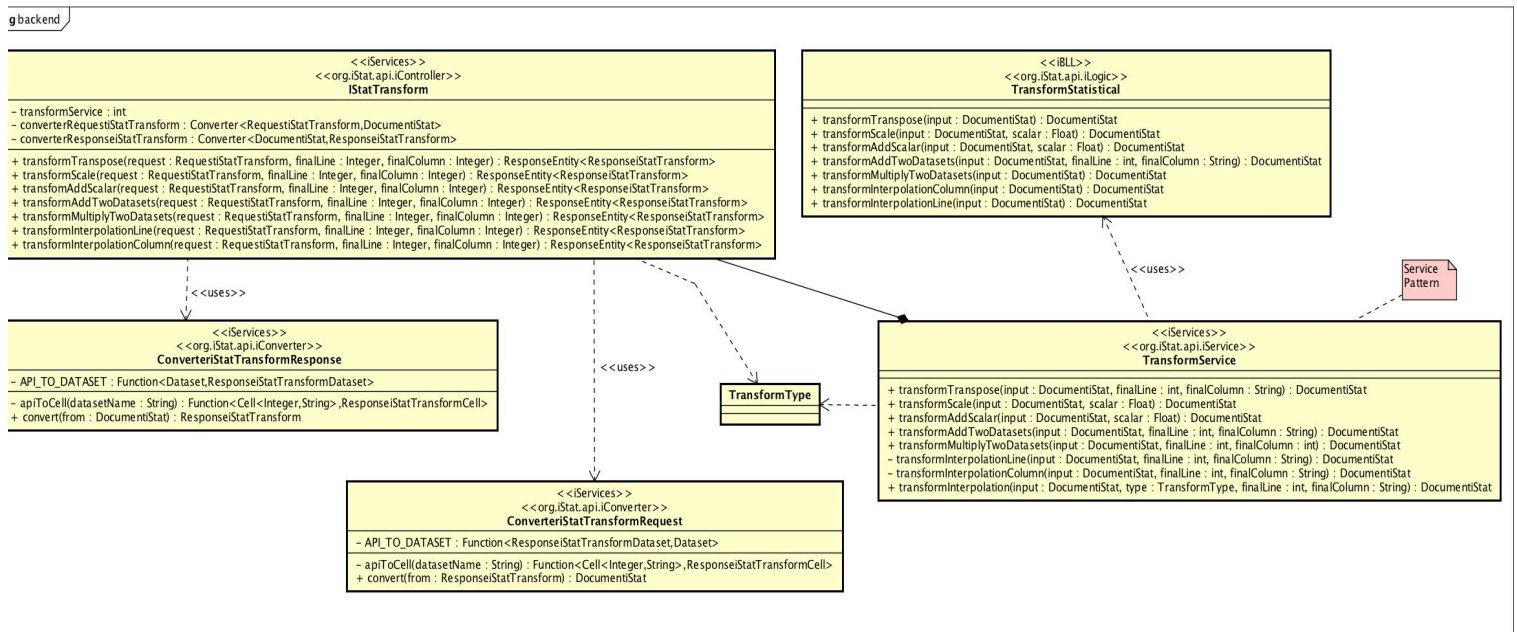 g backend
<<iServices>>
<<org.iStat.api.iController>>
IStatTransform
– transformService : int
– converterRequestiStatTransform : Converter<RequestiStatTransform,DocumentiStat>
– converterResponseiStatTransform : Converter<DocumentiStat,ResponseiStatTransform>
+ transformTranspose(request : RequestiStatTransform, finalLine : Integer, finalColumn : Integer) : ResponseEntity<ResponseiStatTransform>
+ transformScale(request : RequestiStatTransform, finalLine : Integer, finalColumn : Integer) : ResponseEntity<ResponseiStatTransform>
+ transfomAddScalar(request : RequestiStatTransform, finalLine : Integer, finalColumn : Integer) : ResponseEntity<ResponseiStatTransform>
+ transformAddTwoDatasets(request : RequestiStatTransform, finalLine : Integer, finalColumn : Integer) : ResponseEntity<ResponseiStatTransform>
+ transformMultiplyTwoDatasets(request : RequestiStatTransform, finalLine : Integer, finalColumn : Integer) : ResponseEntity<ResponseiStatTransform>
+ transformInterpolationLine(request : RequestiStatTransform, finalLine : Integer, finalColumn : Integer) : ResponseEntity<ResponseiStatTransform>
+ transformInterpolationColumn(request : RequestiStatTransform, finalLine : Integer, finalColumn : Integer) : ResponseEntity<ResponseiStatTransform>
<<iBLL>>
<<org.iStat.api.iLogic>>
TransformStatistical
+ transformTranspose(input : DocumentiStat) : DocumentiStat
+ transformScale(input : DocumentiStat, scalar : Float) : DocumentiStat
+ transformAddScalar(input : DocumentiStat, scalar : Float) : DocumentiStat
+ transformAddTwoDatasets(input : DocumentiStat, finalLine : int, finalColumn : String) : DocumentiStat
+ transformMultiplyTwoDatasets(input : DocumentiStat) : DocumentiStat
+ transformInterpolationColumn(input : DocumentiStat) : DocumentiStat
+ transformInterpolationLine(input : DocumentiStat) : DocumentiStat
<<uses>>
<<uses>>
Service
Pattern
<<iServices>>
<<org.iStat.api.iConverter>>
ConverteriStatTransformResponse
– API_TO_DATASET : Function<Dataset,ResponseiStatTransformDataset>
– apiToCell(datasetName : String) : Function<Cell<Integer,String>,ResponseiStatTransformCell>
+ convert(from : DocumentiStat) : ResponseiStatTransform
<<uses>>
TransformType
<<iServices>>
<<org.iStat.api.iService>>
TransformService
+ transformTranspose(input : DocumentiStat, finalLine : int, finalColumn : String) : DocumentiStat
+ transformScale(input : DocumentiStat, scalar : Float) : DocumentiStat
+ transformAddScalar(input : DocumentiStat, scalar : Float) : DocumentiStat
+ transformAddTwoDatasets(input : DocumentiStat, finalLine : int, finalColumn : String) : DocumentiStat
+ transformMultiplyTwoDatasets(input : DocumentiStat, finalLine : int, finalColumn : int) : DocumentiStat
– transformInterpolationLine(input : DocumentiStat, finalLine : int, finalColumn : String) : DocumentiStat
– transformInterpolationColumn(input : DocumentiStat, finalLine : int, finalColumn : String) : DocumentiStat
+ transformInterpolation(input : DocumentiStat, type : TransformType, finalLine : int, finalColumn : String) : DocumentiStat
<<iServices>>
<<org.iStat.api.iConverter>>
ConverteriStatTransformRequest
– API_TO_DATASET : Function<ResponseiStatTransformDataset,Dataset>
– apiToCell(datasetName : String) : Function<Cell<Integer,String>,ResponseiStatTransformCell>
+ convert(from : ResponseiStatTransform) : DocumentiStat